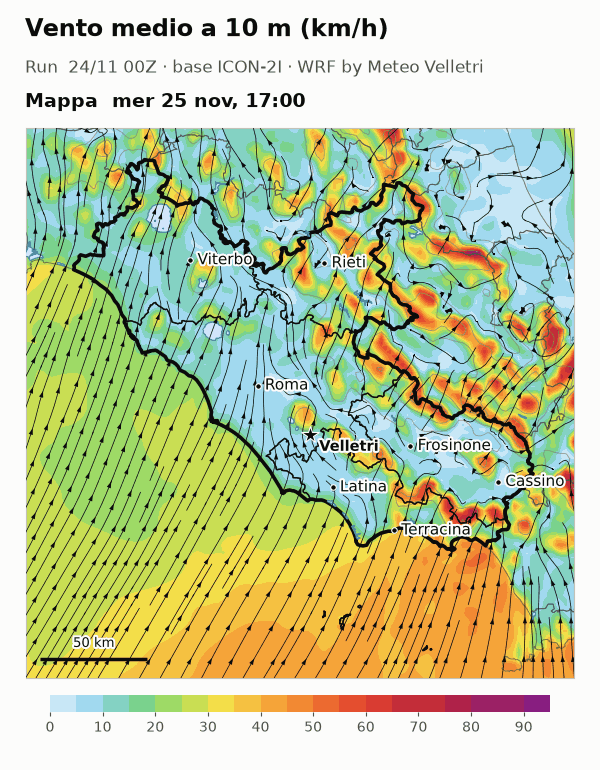 Vento medio a 10 m (km/h)
Run 24/11 00Z · base ICON-2I · WRF by Meteo Velletri
Mappa mer 25 nov, 17:00
Viterbo
Rieti
Roma
Velletri
Frosinone
Latina
Cassino
Terracina
50 km
0 10 20 30 40 50 60 70 80 90